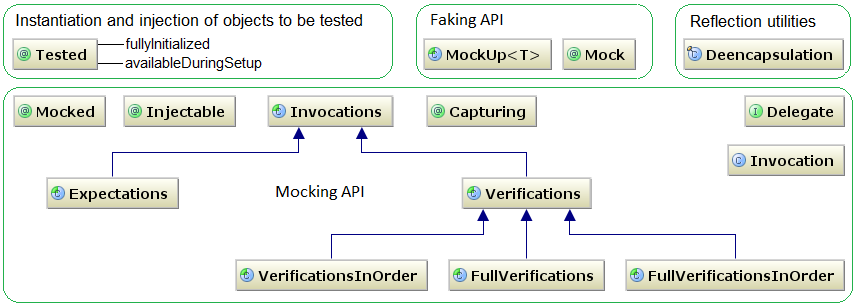 Instantiation and injection of objects to be tested
@ Tested
fullyInitialized
availableDuringSetup
Faking API
C MockUp<T>
@ Mock
Reflection utilities
C Deencapsulation
@ Mocked
@ Injectable
C Invocations
@ Capturing
I Delegate
C Invocation
C Expectations
Mocking API
C Verifications
C VerificationsInOrder
C FullVerifications
C FullVerificationsInOrder